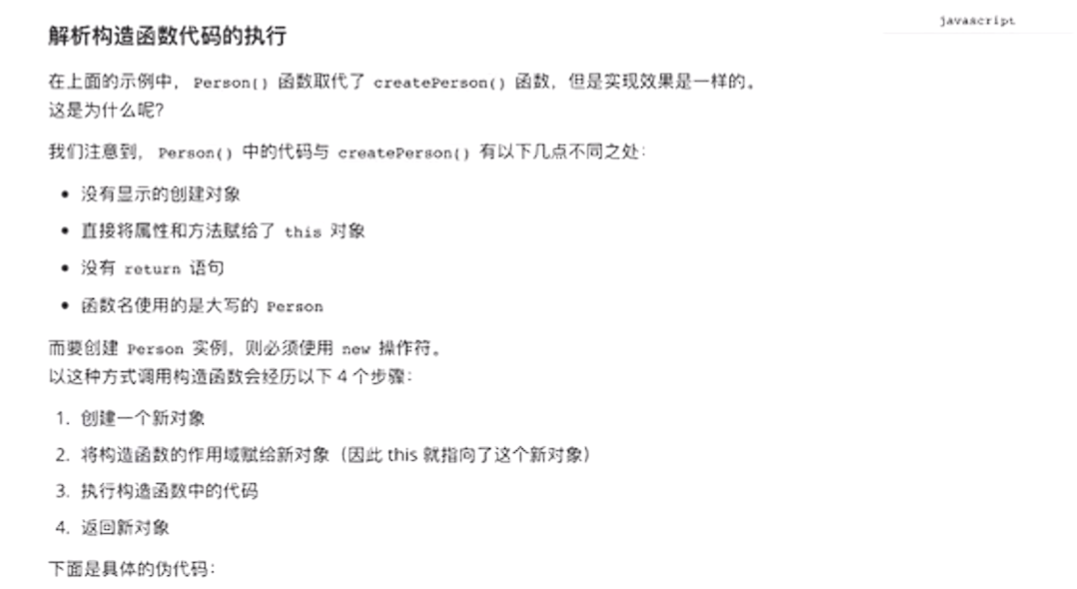 解析构造函数代码的执行
javascript
在上面的示例中， Person() 函数取代了 createPerson() 函数，但是实现效果是一样的。
这是为什么呢？
我们注意到， Person() 中的代码与 createPerson() 有以下几点不同之处：
• 没有显示的创建对象
• 直接将属性和方法赋给了 this 对象
• 没有 return 语句
• 函数名使用的是大写的 Person
而要创建 Person 实例，则必须使用 new 操作符。
以这种方式调用构造函数会经历以下 4 个步骤：
1. 创建一个新对象
2. 将构造函数的作用域赋给新对象（因此 this 就指向了这个新对象）
3. 执行构造函数中的代码
4. 返回新对象
下面是具体的伪代码：